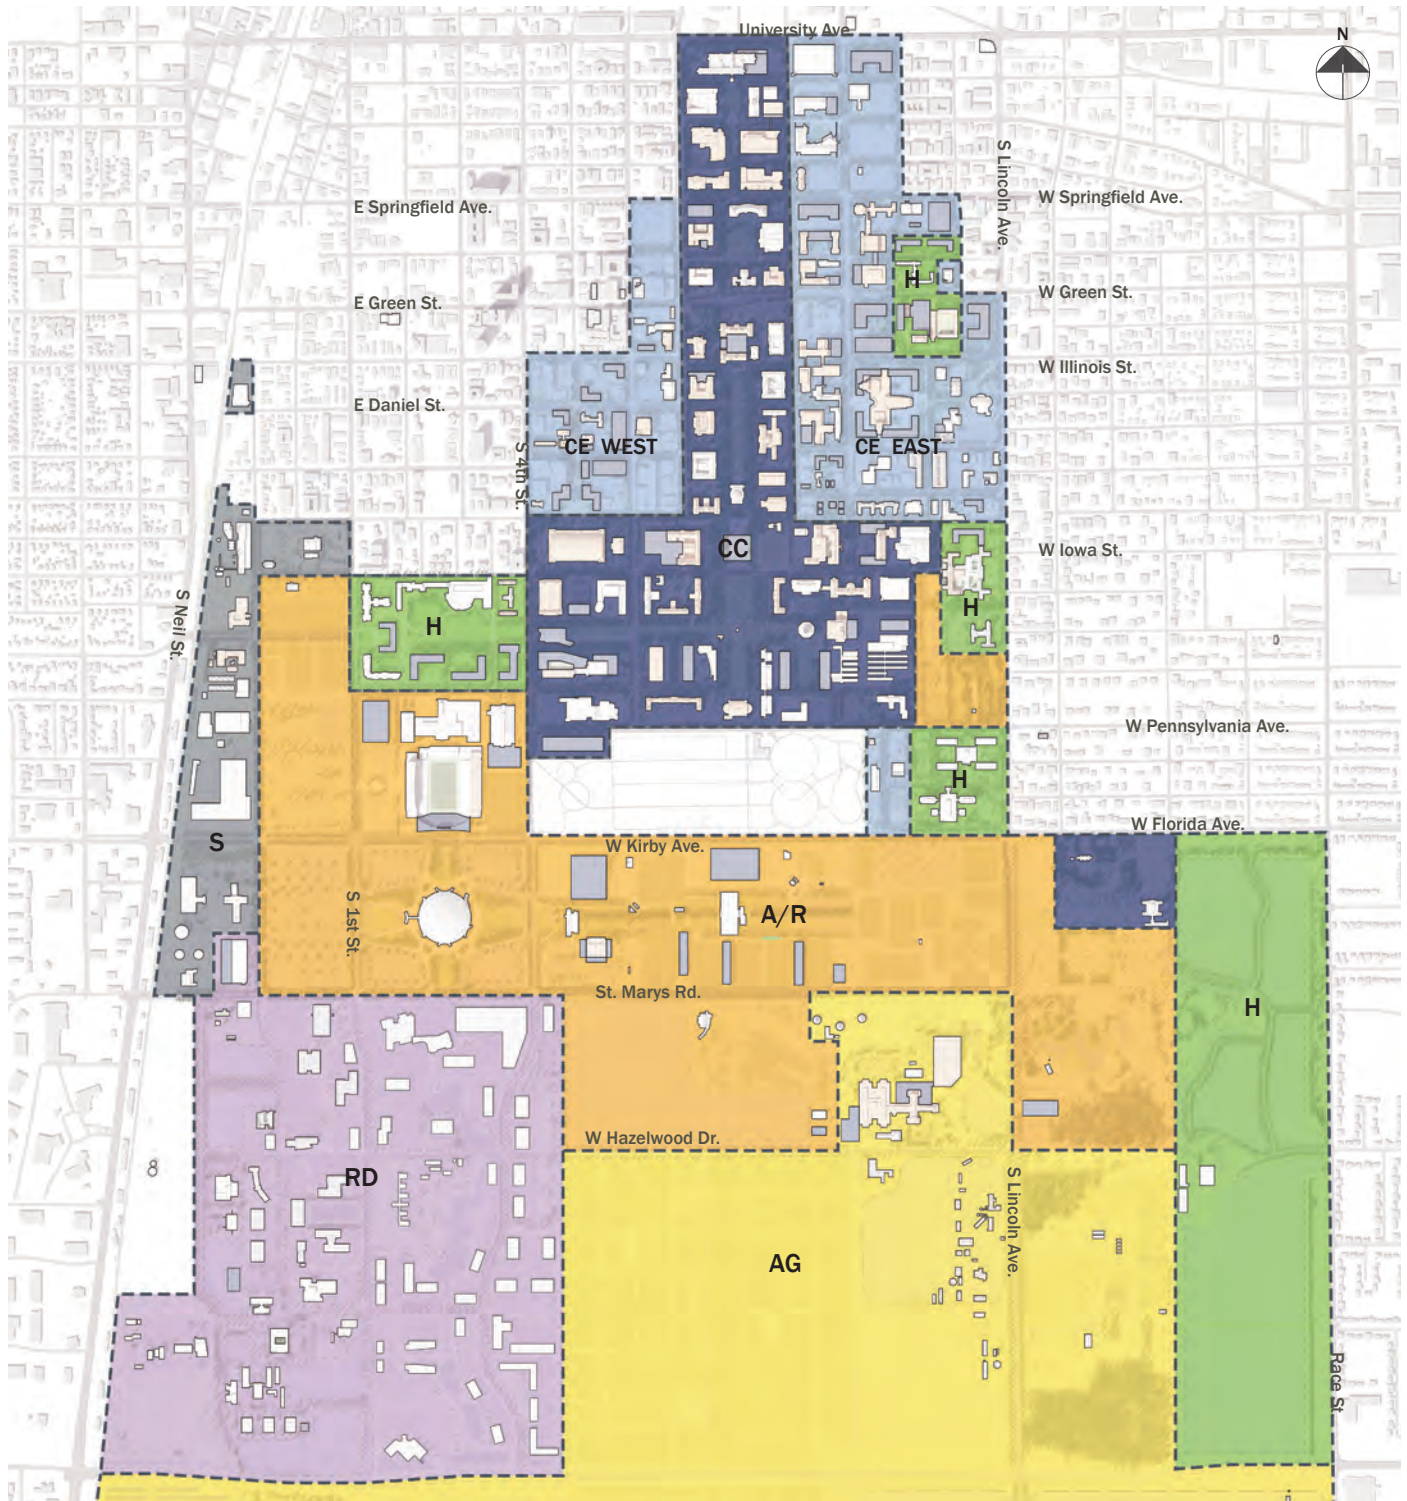 University Ave
N
S Lincoln Ave.
W Springfield Ave.
E Springfield Ave.
H
W Green St.
E Green St.
W Illinois St.
E Daniel St.
S 4th St.
CE WEST
CE EAST
CC
W Iowa St.
S Neil St.
H
H
W Pennsylvania Ave.
H
W Florida Ave.
S
W Kirby Ave.
S 1st St.
A/R
St. Marys Rd.
H
W Hazelwood Dr.
RD
S Lincoln Ave.
AG
Race St